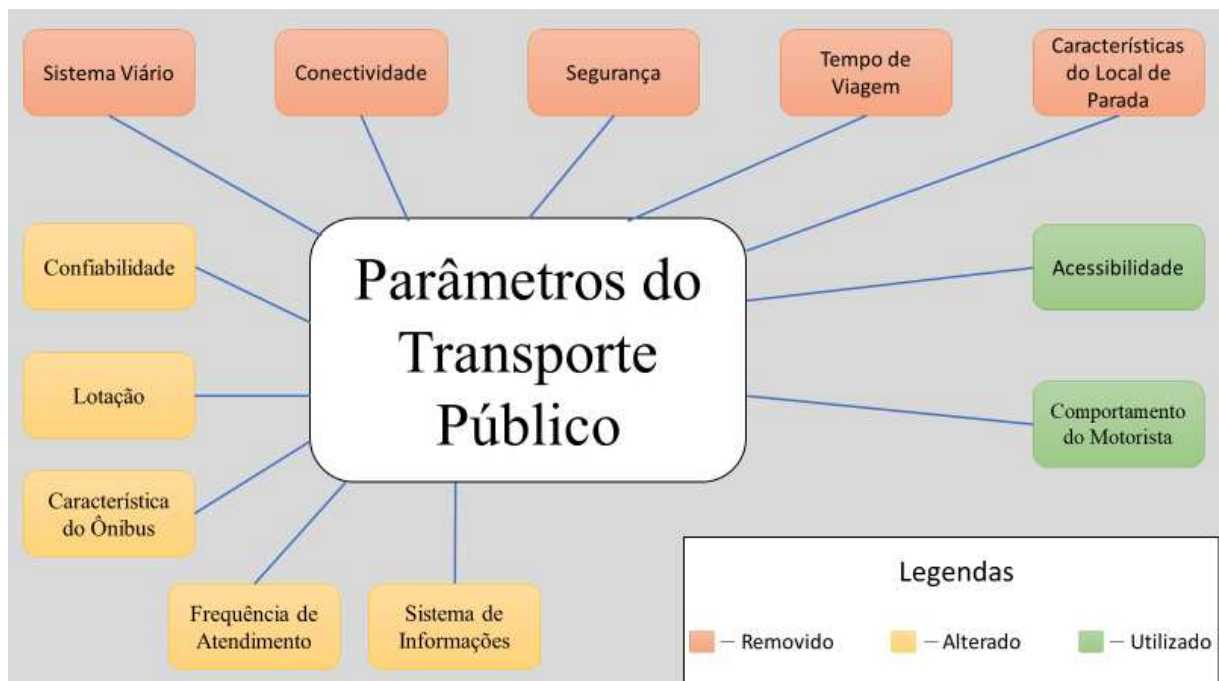 Sistema Viário
Conectividade
Segurança
Tempo de
Viagem
Características
do Local de
Parada
Confiabilidade
Parâmetros do
Transporte
Público
Acessibilidade
Lotação
Comportamento
do Motorista
Característica
do Ônibus
Frequência de
Atendimento
Sistema de
Informações
Legendas
– Removido
– Alterado
– Utilizado